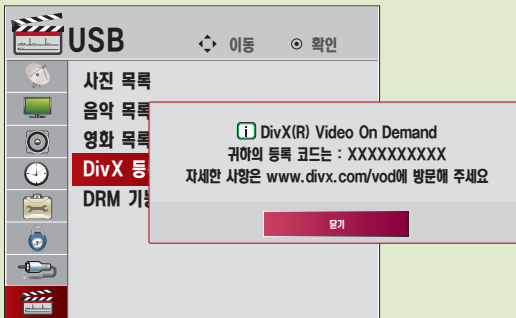 USB
이동
확인
사진 목록
음악 목록
영화 목록
DivX
DRM
DivX(R) Video On Demand
귀하의 등록 코드는 : XXXXXXXXXX
자세한 사항은 www.divx.com/vod에 방문해 주세요
닫기